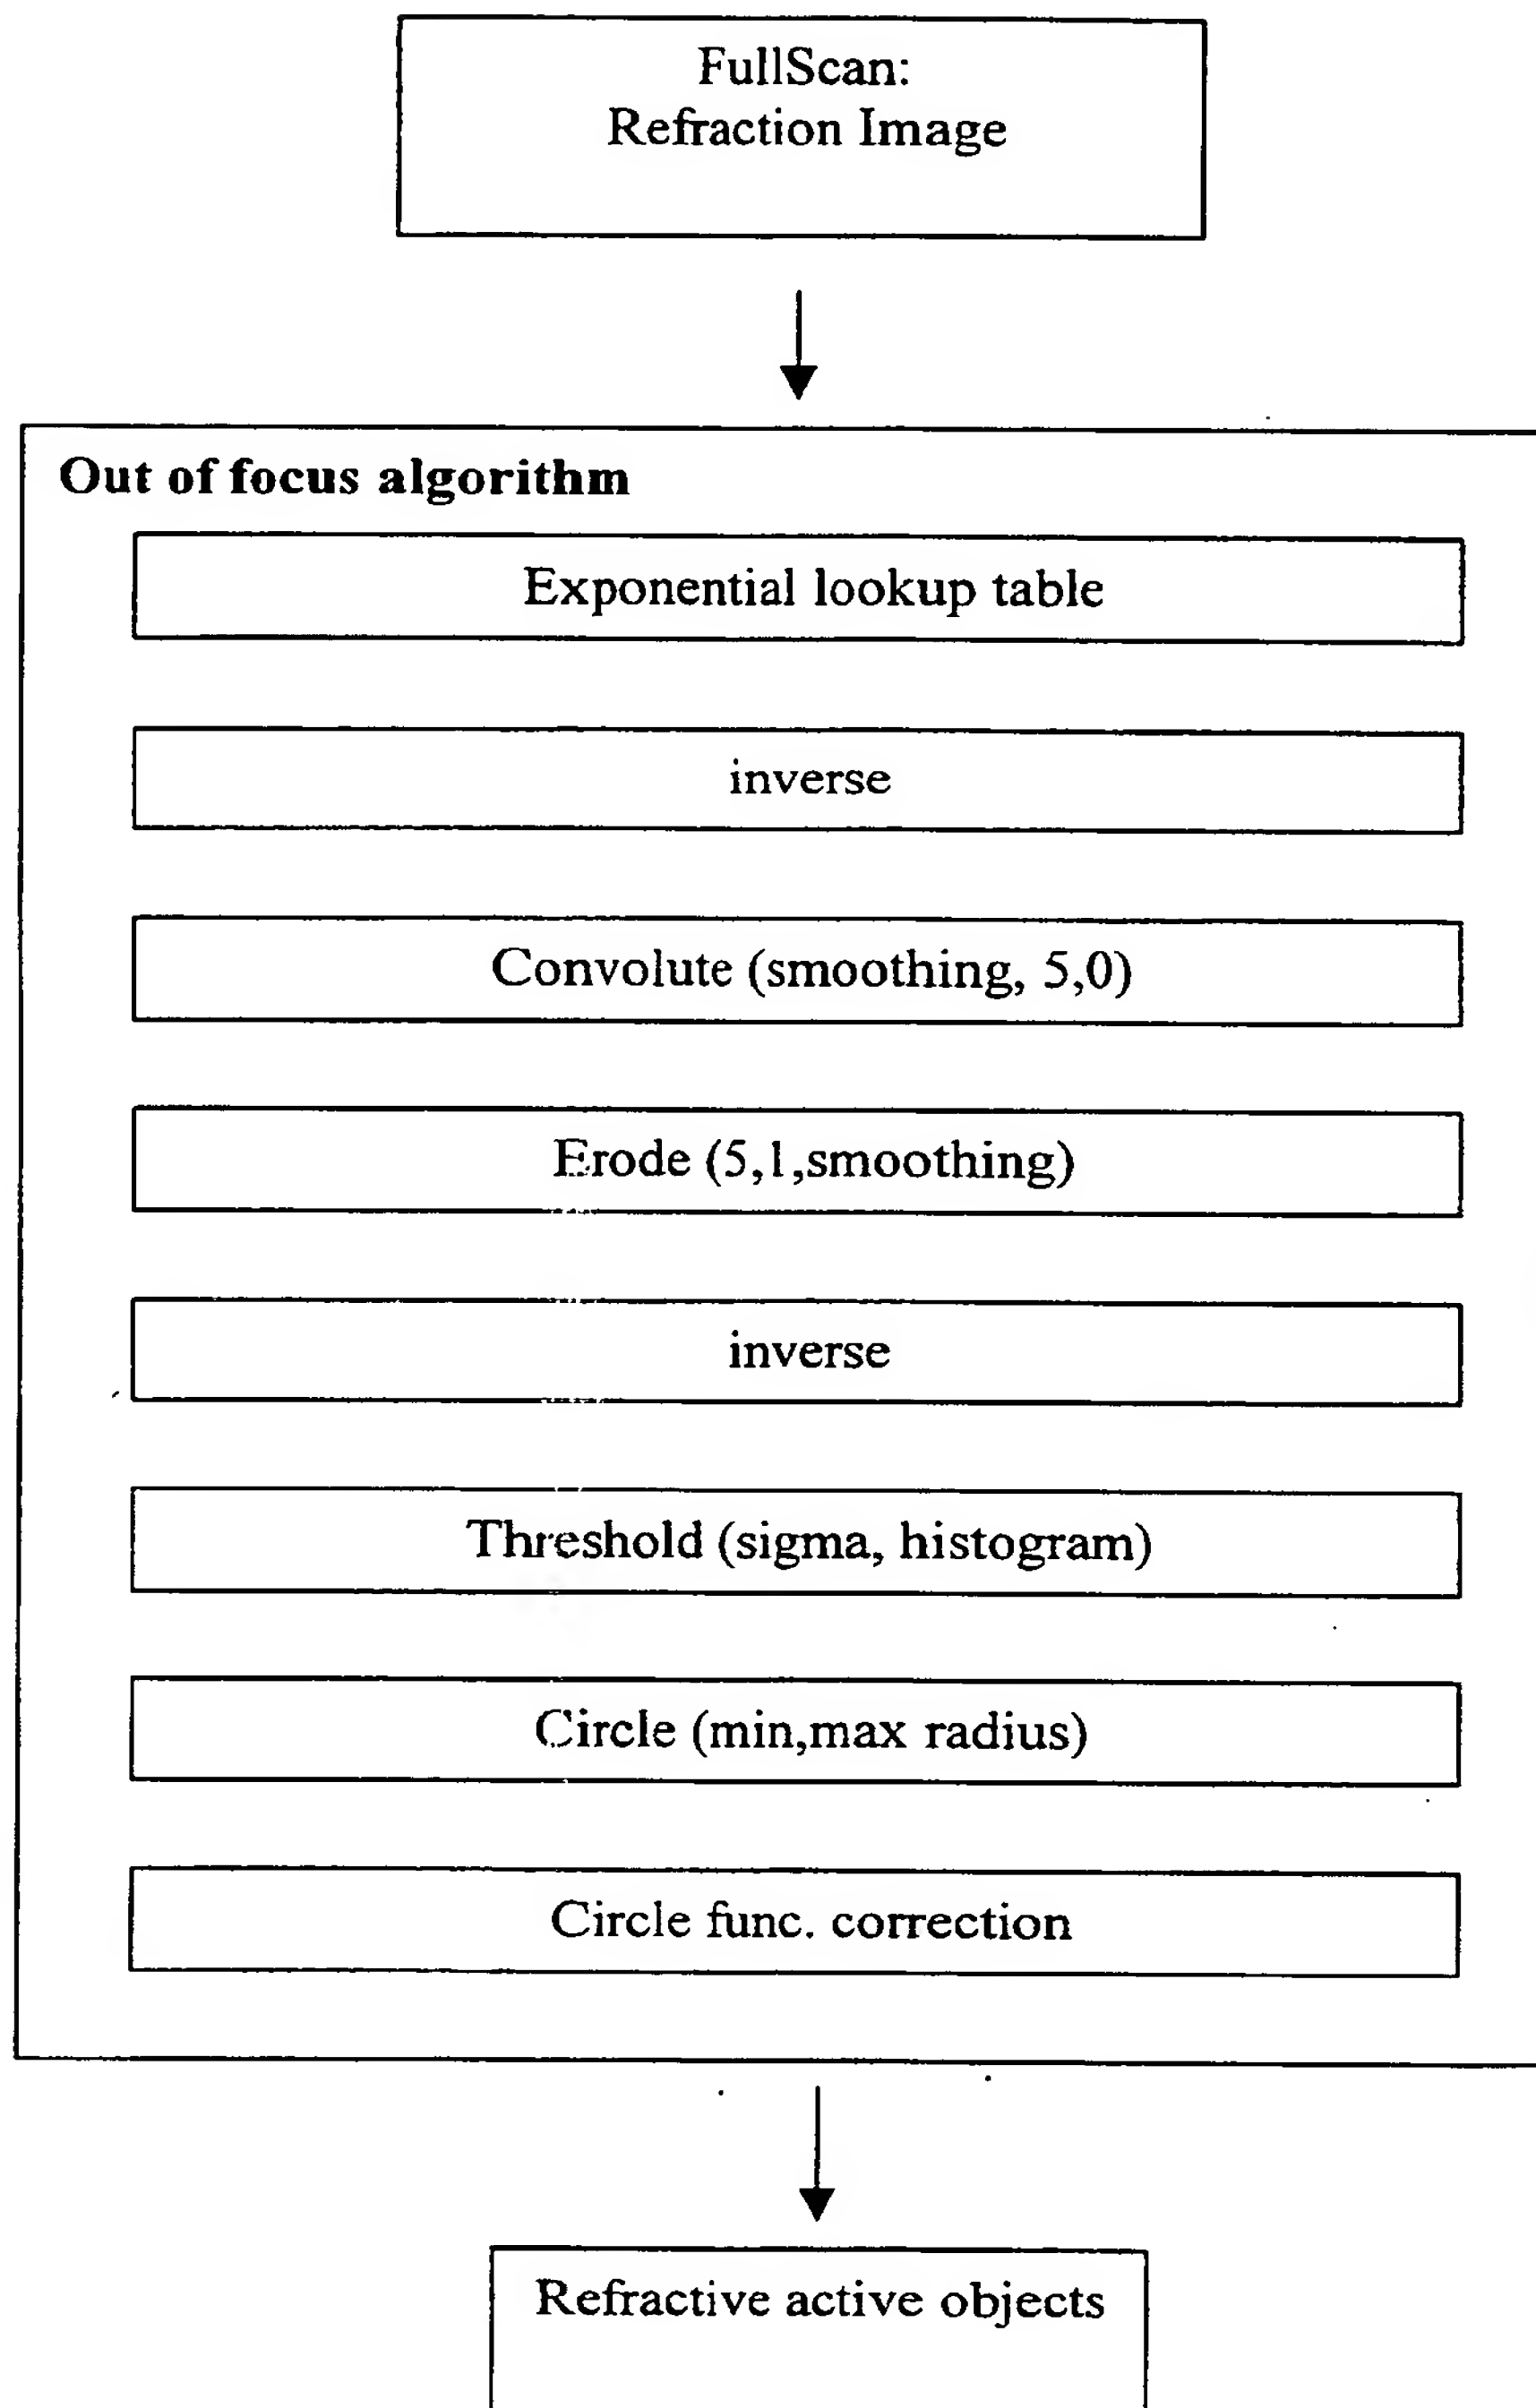 FullScan:
Refraction Image
Out of focus algorithm
Exponential lookup table
inverse
Convolute (smoothing, 5,0)
Erode (5,1,smoothing)
inverse
Threshold (sigma, histogram)
Circle (min,max radius)
Circle func. correction
Refractive active objects